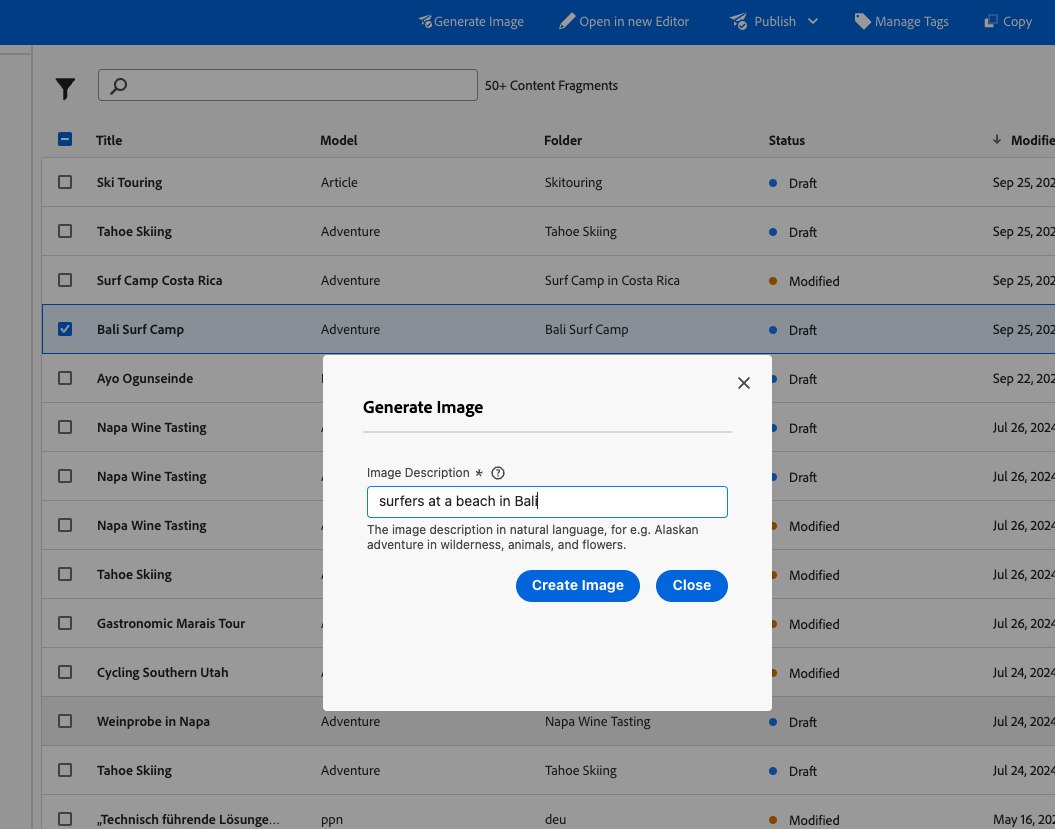 Generate Image Open in new Editor Publish Manage Tags Copy
50+ Content Fragments
Title Model Folder Status Modifie
Ski Touring Article Skitouring Draft Sep 25, 202
Tahoe Skiing Adventure Tahoe Skiing Draft Sep 25, 202
Surf Camp Costa Rica Adventure Surf Camp in Costa Rica Modified Sep 25, 202
Bali Surf Camp Adventure Bali Surf Camp Draft Sep 25, 202
Ayo Ogunseinde Draft Sep 22, 202
Napa Wine Tasting Draft Jul 26, 2024
Napa Wine Tasting Draft Jul 26, 2024
Napa Wine Tasting Modified Jul 26, 2024
Tahoe Skiing Modified Jul 26, 2024
Gastronomic Marais Tour Modified Jul 26, 2024
Cycling Southern Utah Modified Jul 24, 2024
Weinprobe in Napa Adventure Napa Wine Tasting Draft Jul 24, 2024
Tahoe Skiing Adventure Tahoe Skiing Draft Jul 24, 2024
„Technisch führende Lösunge... ppn deu Modified May 16, 202
Generate Image
Image Description *
surfers at a beach in Bali
The image description in natural language, for e.g. Alaskan
adventure in wilderness, animals, and flowers.
Create Image Close